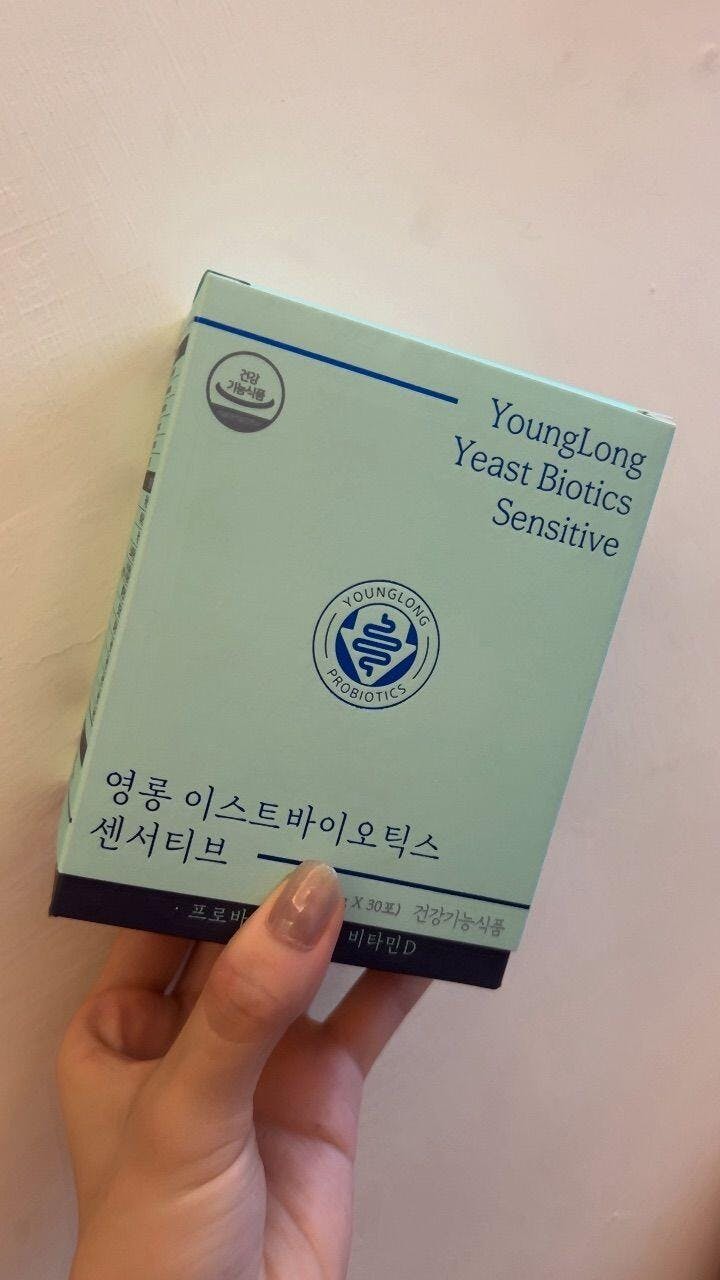 건강
기능식품
YoungLong
Yeast Biotics
Sensitive
YOUNGLONG
PROBIOTICS
영롱 이스트바이오틱스
센서티브
X 30포) 건강기능식품
비타민D